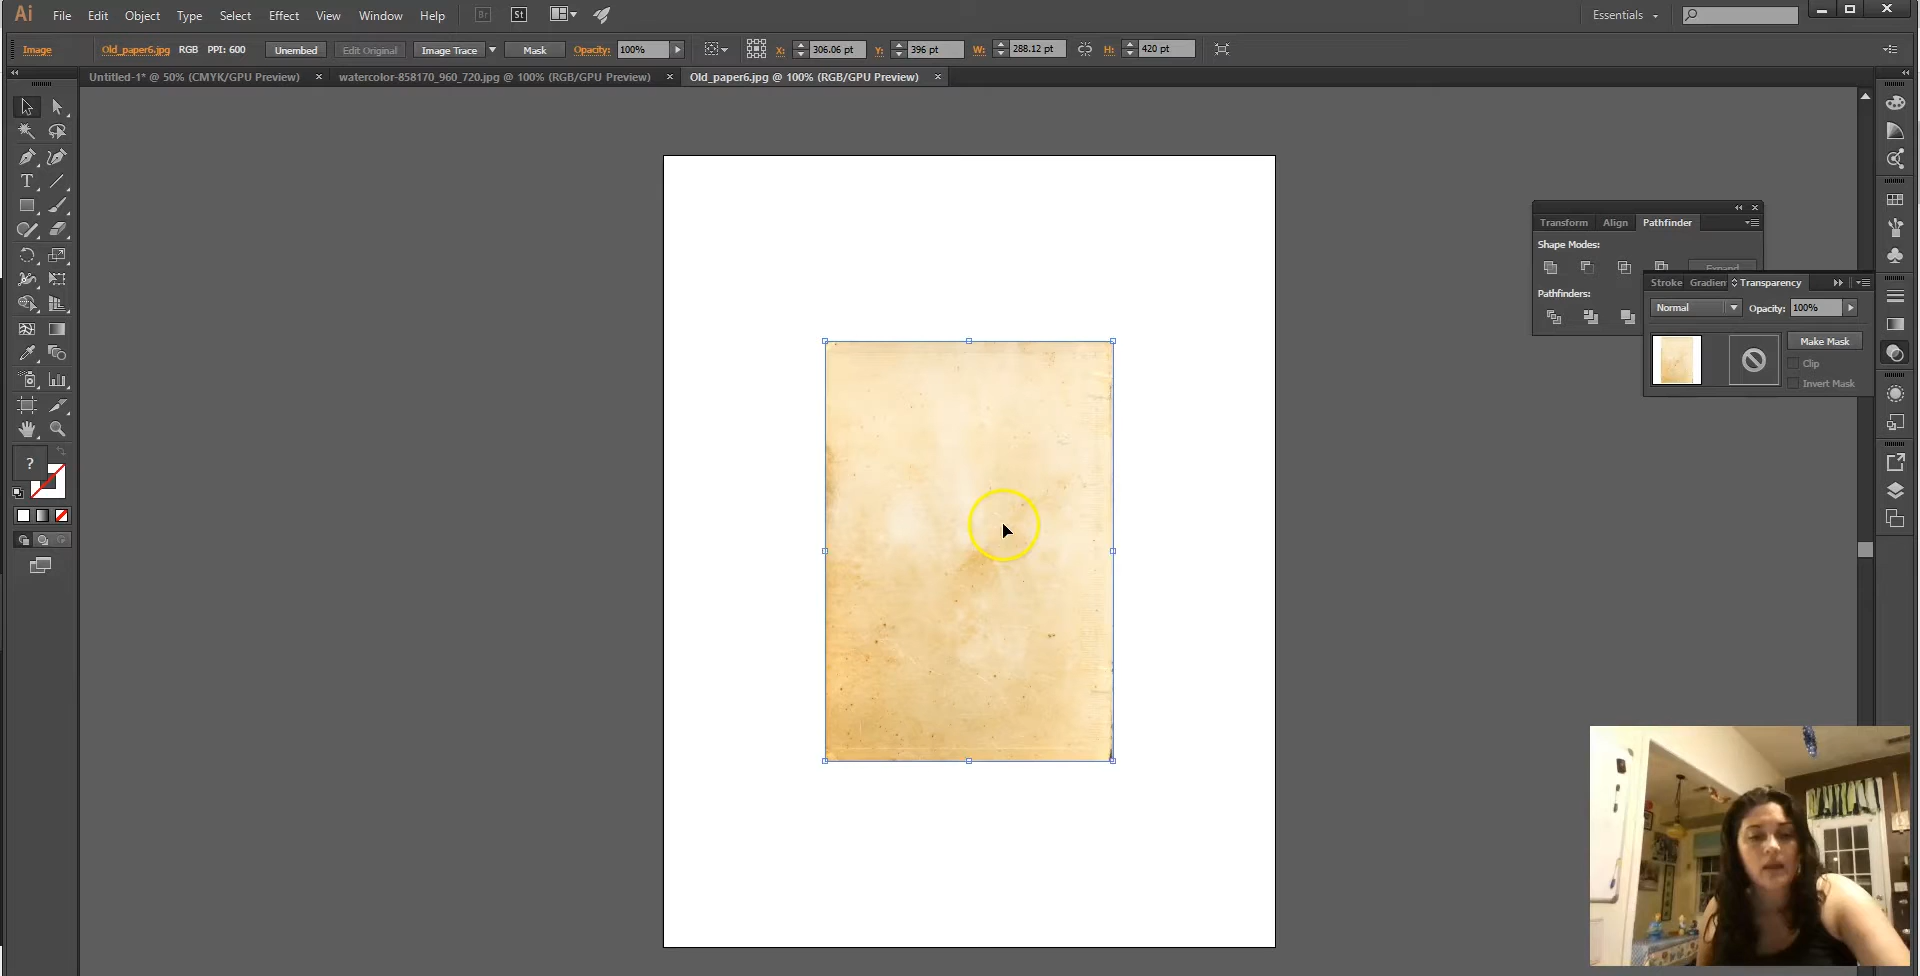 Ai File Edit Object Type Select Effect View Window Help Br St Essentials
Image Old_paper6.jpg RGB PPI: 600 Unembed Edit Original Image Trace Mask Opacity: 100% X: 306.06 pt Y: 396 pt W: 288.12 pt H: 420 pt
Untitled-1* @ 50% (CMYK/GPU Preview) × watercolor-858170_960_720.jpg @ 100% (RGB/GPU Preview) × Old_paper6.jpg @ 100% (RGB/GPU Preview) ×
T
?
Transform Align Pathfinder
Shape Modes:
Expand
Pathfinders:
Stroke Gradien Transparency
Normal Opacity: 100%
Make Mask
Clip
Invert Mask